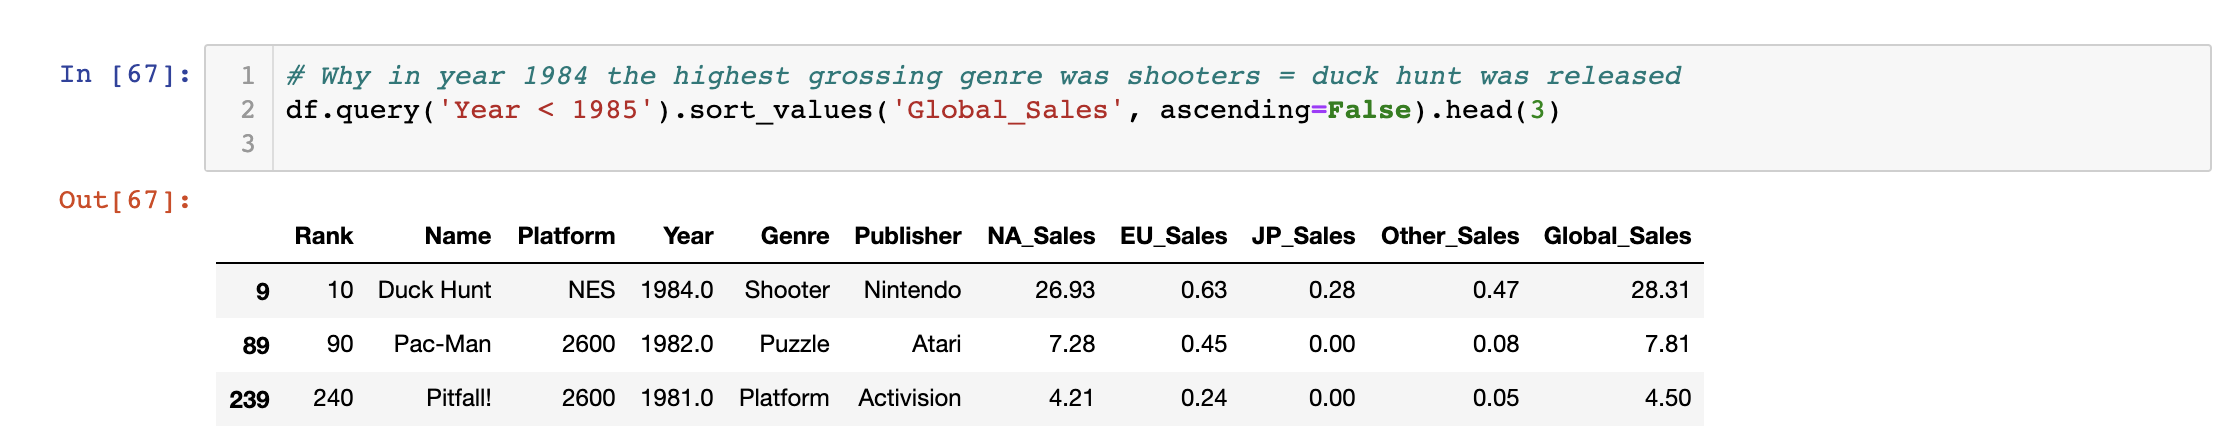 In [67]:
1 # Why in year 1984 the highest grossing genre was shooters = duck hunt was released
2 df.query('Year < 1985').sort_values('Global_Sales', ascending=False).head(3)
3
Out[67]:
Rank Name Platform Year Genre Publisher NA_Sales EU_Sales JP_Sales Other_Sales Global_Sales
9 10 Duck Hunt NES 1984.0 Shooter Nintendo 26.93 0.63 0.28 0.47 28.31
89 90 Pac-Man 2600 1982.0 Puzzle Atari 7.28 0.45 0.00 0.08 7.81
239 240 Pitfall! 2600 1981.0 Platform Activision 4.21 0.24 0.00 0.05 4.50